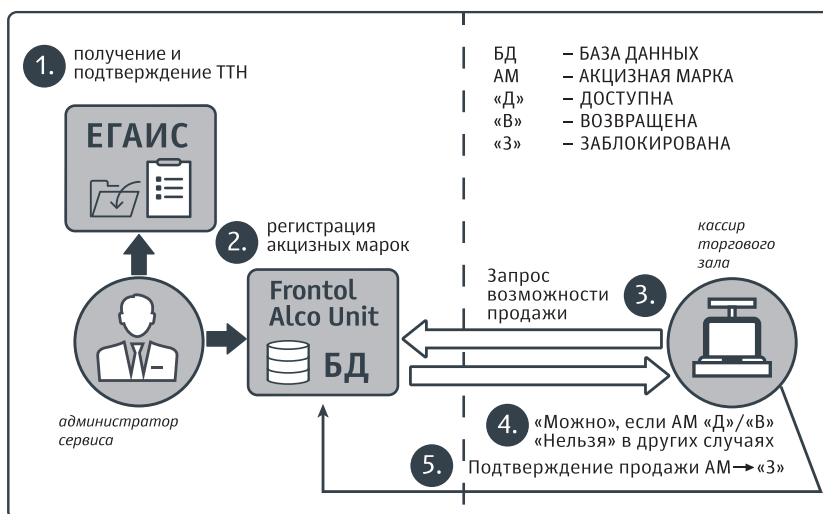 1.
получение и
подтверждение ТТН
ЕГАИС
БД – БАЗА ДАННЫХ
АМ – АКЦИЗНАЯ МАРКА
«Д» – ДОСТУПНА
«В» – ВОЗВРАЩЕНА
«З» – ЗАБЛОКИРОВАНА
2.
регистрация
акцизных марок
Frontol
Alco Unit
БД
администратор
сервиса
кассир
торгового
зала
3.
Запрос
возможности
продажи
4.
«Можно», если АМ «Д»/«В»
«Нельзя» в других случаях
5.
Подтверждение продажи АМ→«З»